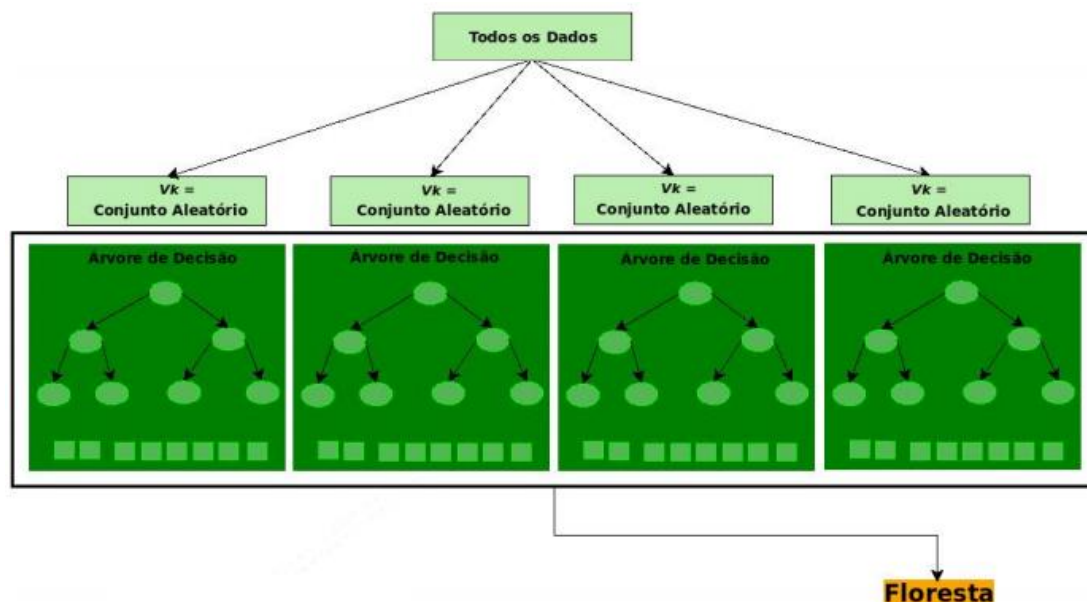 Todos os Dados
Vk =
Conjunto Aleatório
Vk =
Conjunto Aleatório
Vk =
Conjunto Aleatório
Vk =
Conjunto Aleatório
Árvore de Decisão
Árvore de Decisão
Árvore de Decisão
Árvore de Decisão
Floresta